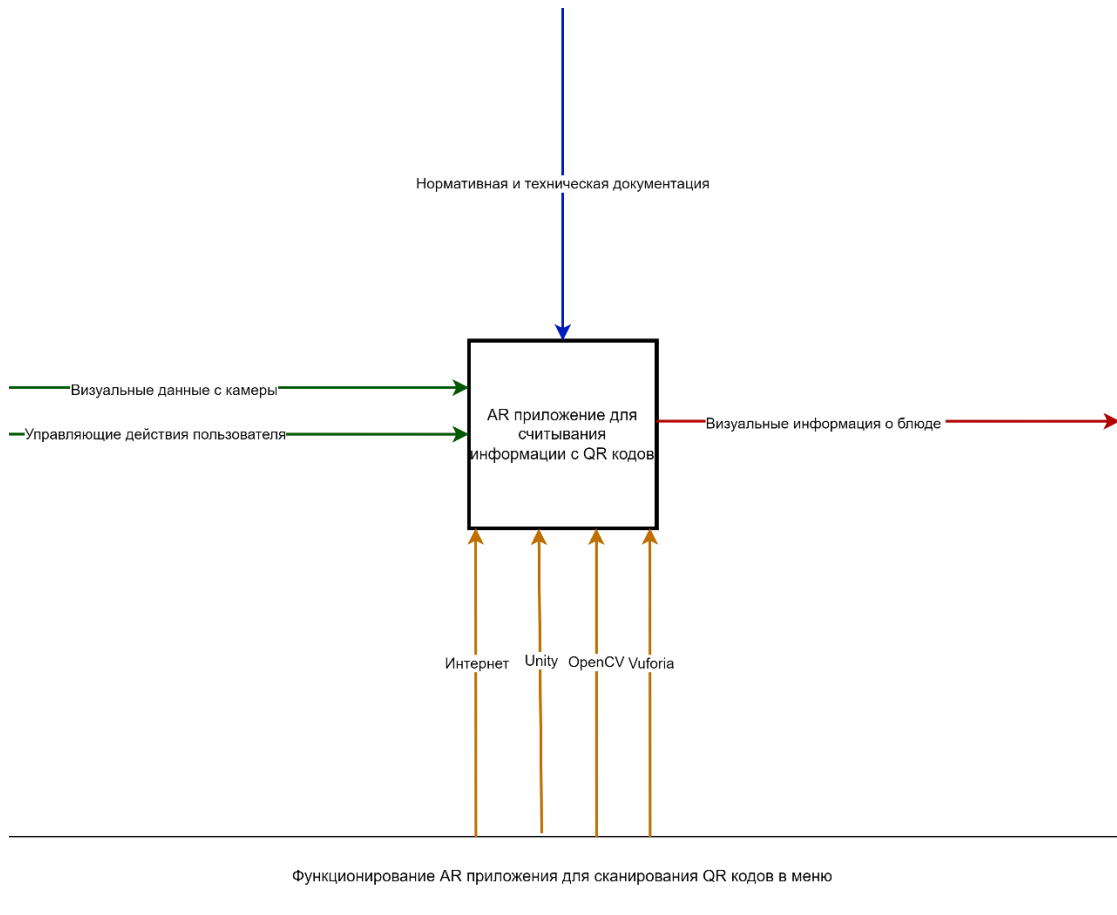 Нормативная и техническая документация
Визуальные данные с камеры
Управляющие действия пользователя
AR приложение для
считывания
информации с QR кодов
Визуальные информация о блюде
Интернет
Unity
OpenCV
Vuforia
Функционирование AR приложения для сканирования QR кодов в меню